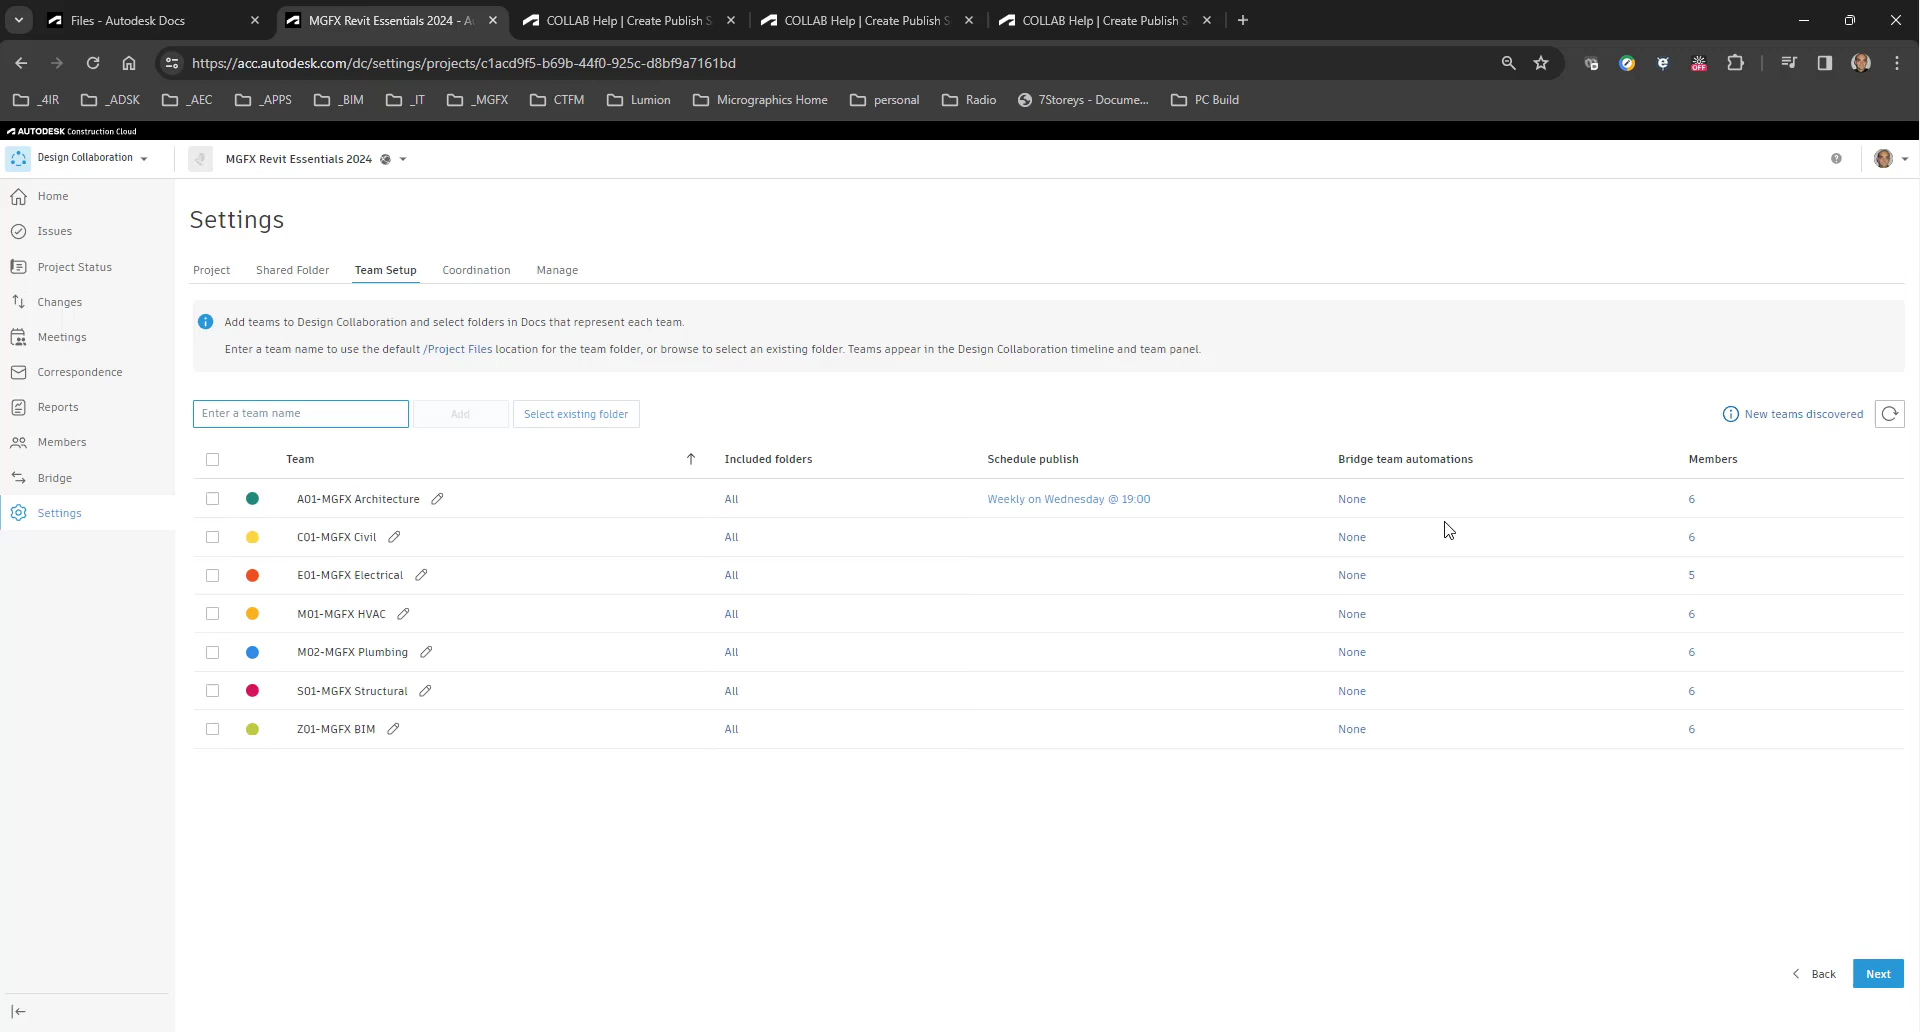 Files - Autodesk Docs
MGFX Revit Essentials 2024 - A
COLLAB Help | Create Publish S
COLLAB Help | Create Publish S
COLLAB Help | Create Publish S
https://acc.autodesk.com/dc/settings/projects/c1acd9f5-b69b-44f0-925c-d8bf9a7161bd
OFF
_4IR
_ADSK
_AEC
_APPS
_BIM
_IT
_MGFX
CTFM
Lumion
Micrographics Home
personal
Radio
7Storeys - Docume...
PC Build
AUTODESK Construction Cloud
Design Collaboration
MGFX Revit Essentials 2024
Home
Issues
Project Status
Changes
Meetings
Correspondence
Reports
Members
Bridge
Settings
Settings
Project Shared Folder Team Setup Coordination Manage
Add teams to Design Collaboration and select folders in Docs that represent each team.
Enter a team name to use the default /Project Files location for the team folder, or browse to select an existing folder. Teams appear in the Design Collaboration timeline and team panel.
Enter a team name Add Select existing folder New teams discovered
Team Included folders Schedule publish Bridge team automations Members
A01-MGFX Architecture All Weekly on Wednesday @ 19:00 None 6
C01-MGFX Civil All None 6
E01-MGFX Electrical All None 5
M01-MGFX HVAC All None 6
M02-MGFX Plumbing All None 6
S01-MGFX Structural All None 6
Z01-MGFX BIM All None 6
Back Next